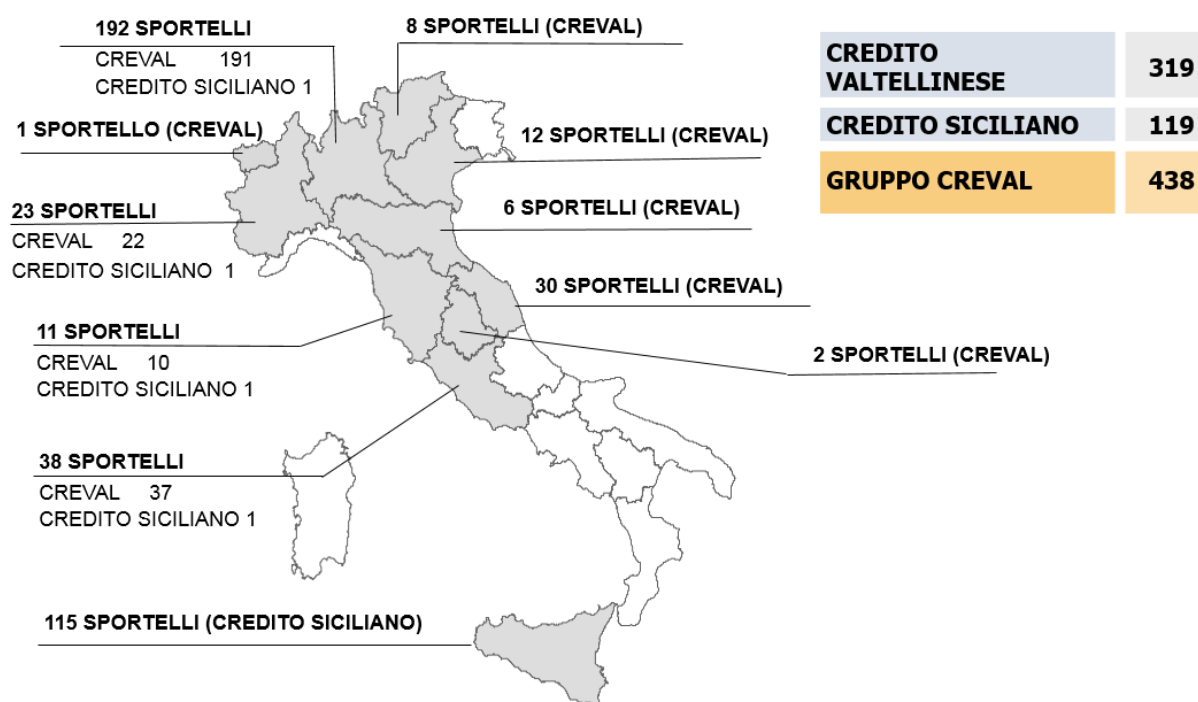 192 SPORTELLI
CREVAL 191
CREDITO SICILIANO 1
8 SPORTELLI (CREVAL)
1 SPORTELLO (CREVAL)
12 SPORTELLI (CREVAL)
23 SPORTELLI
CREVAL 22
CREDITO SICILIANO 1
6 SPORTELLI (CREVAL)
30 SPORTELLI (CREVAL)
11 SPORTELLI
CREVAL 10
CREDITO SICILIANO 1
2 SPORTELLI (CREVAL)
38 SPORTELLI
CREVAL 37
CREDITO SICILIANO 1
115 SPORTELLI (CREDITO SICILIANO)
CREDITO
VALTELLINESE 319
CREDITO SICILIANO 119
GRUPPO CREVAL 438